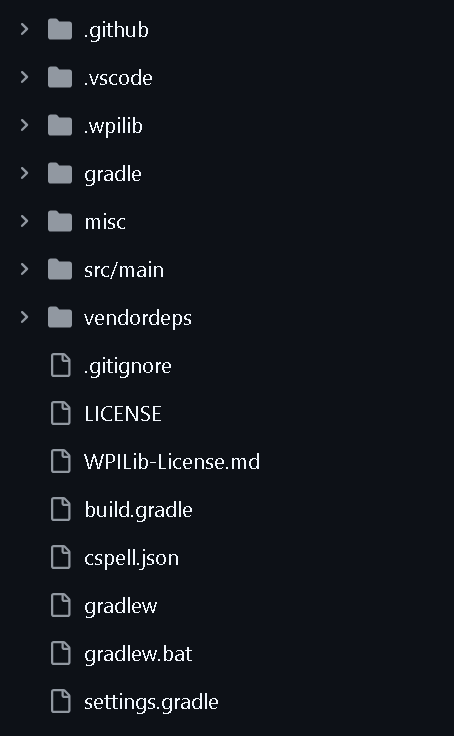 .github
.vscode
.wpilib
gradle
misc
src/main
vendordeps
.gitignore
LICENSE
WPILib-License.md
build.gradle
cspell.json
gradlew
gradlew.bat
settings.gradle